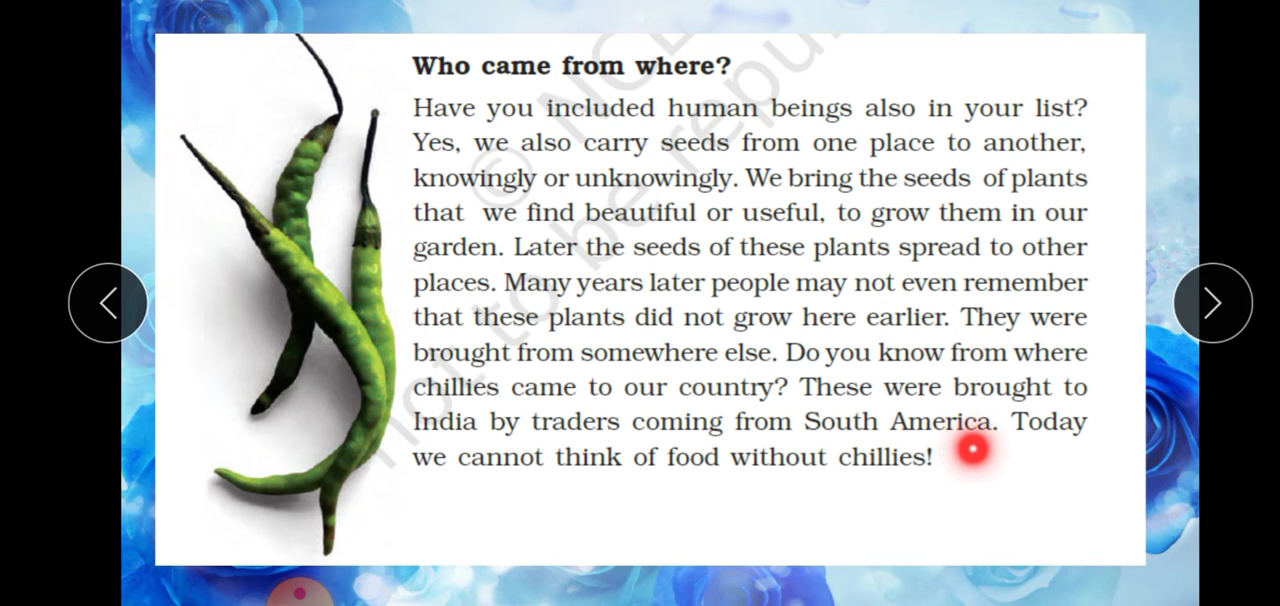 Who came from where?
Have you included human beings also in your list?
Yes, we also carry seeds from one place to another,
knowingly or unknowingly. We bring the seeds of plants
that we find beautiful or useful, to grow them in our
garden. Later the seeds of these plants spread to other
places. Many years later people may not even remember
that these plants did not grow here earlier. They were
brought from somewhere else. Do you know from where
chillies came to our country? These were brought to
India by traders coming from South America. Today
we cannot think of food without chillies!
© NCE
not to be repu